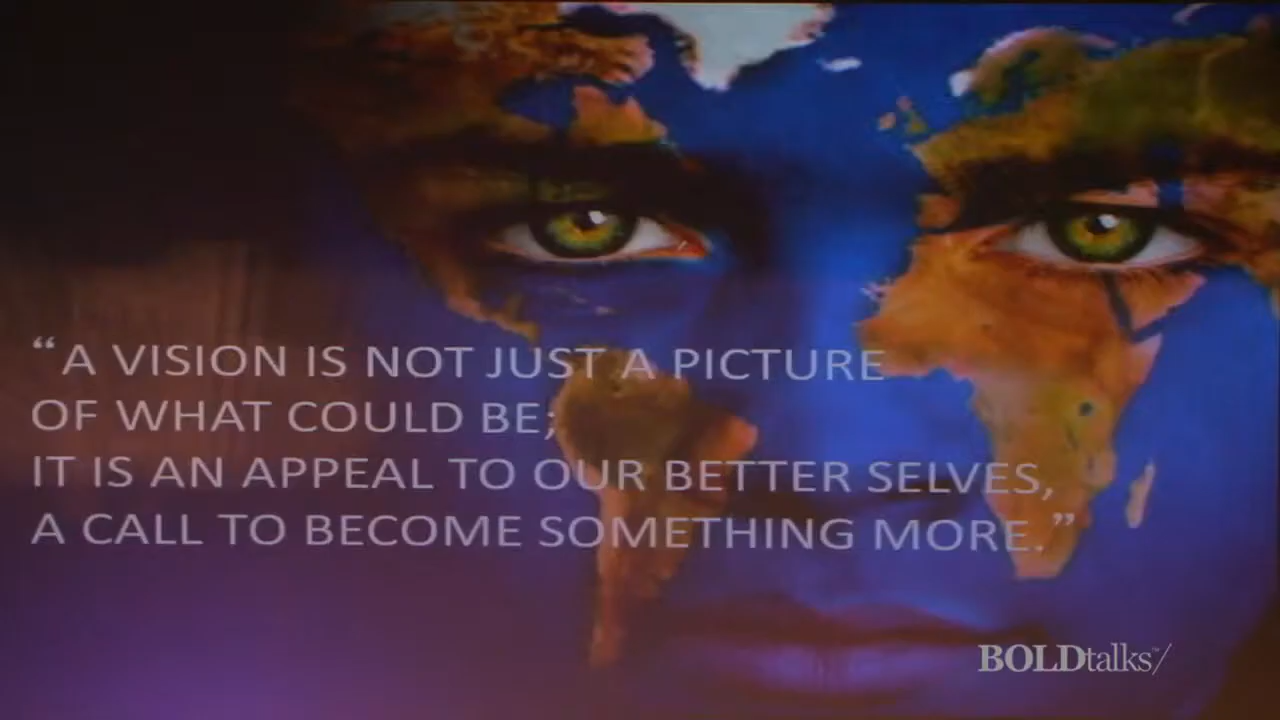 “A VISION IS NOT JUST A PICTURE
OF WHAT COULD BE;
IT IS AN APPEAL TO OUR BETTER SELVES,
A CALL TO BECOME SOMETHING MORE.”
BOLDtalks™/